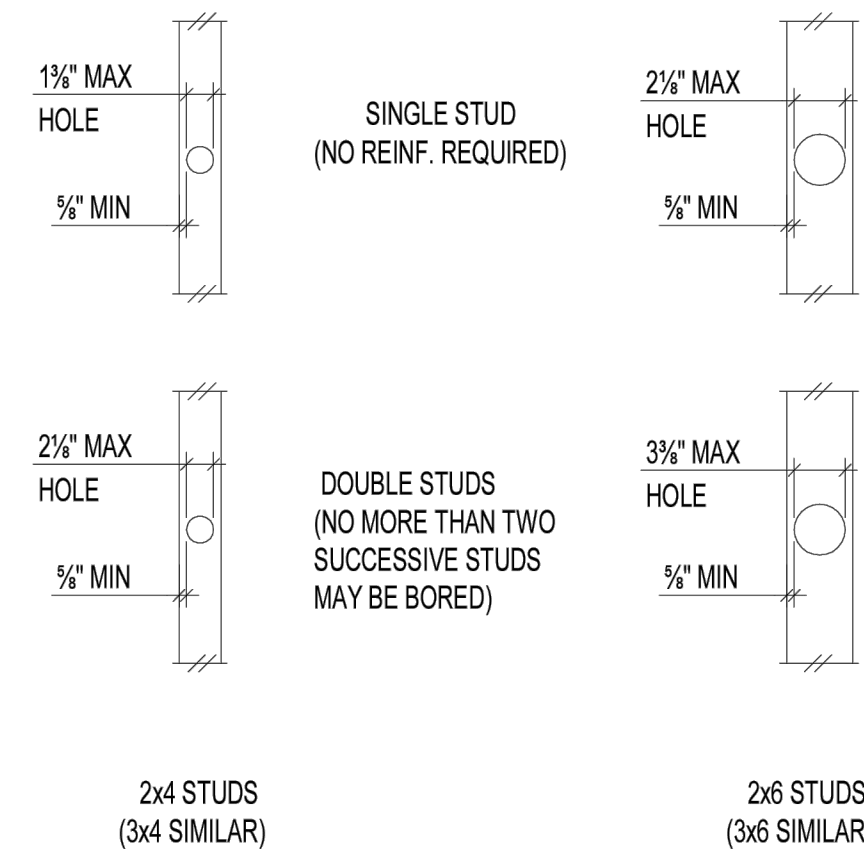 1⅜" MAX
HOLE
⅝" MIN
SINGLE STUD
(NO REINF. REQUIRED)
2⅛" MAX
HOLE
⅝" MIN
2⅛" MAX
HOLE
⅝" MIN
DOUBLE STUDS
(NO MORE THAN TWO
SUCCESSIVE STUDS
MAY BE BORED)
3⅜" MAX
HOLE
⅝" MIN
2x4 STUDS
(3x4 SIMILAR)
2x6 STUDS
(3x6 SIMILAR